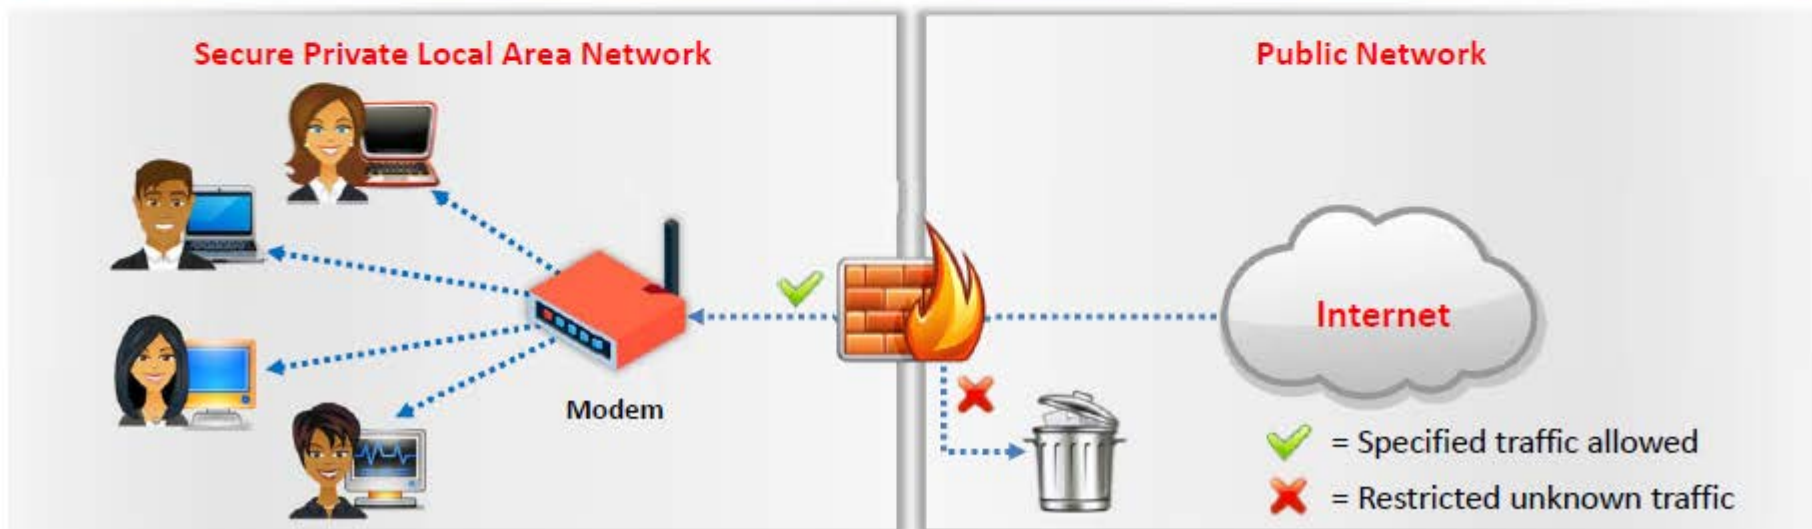 Secure Private Local Area Network
Public Network
Internet
Modem
= Specified traffic allowed
= Restricted unknown traffic